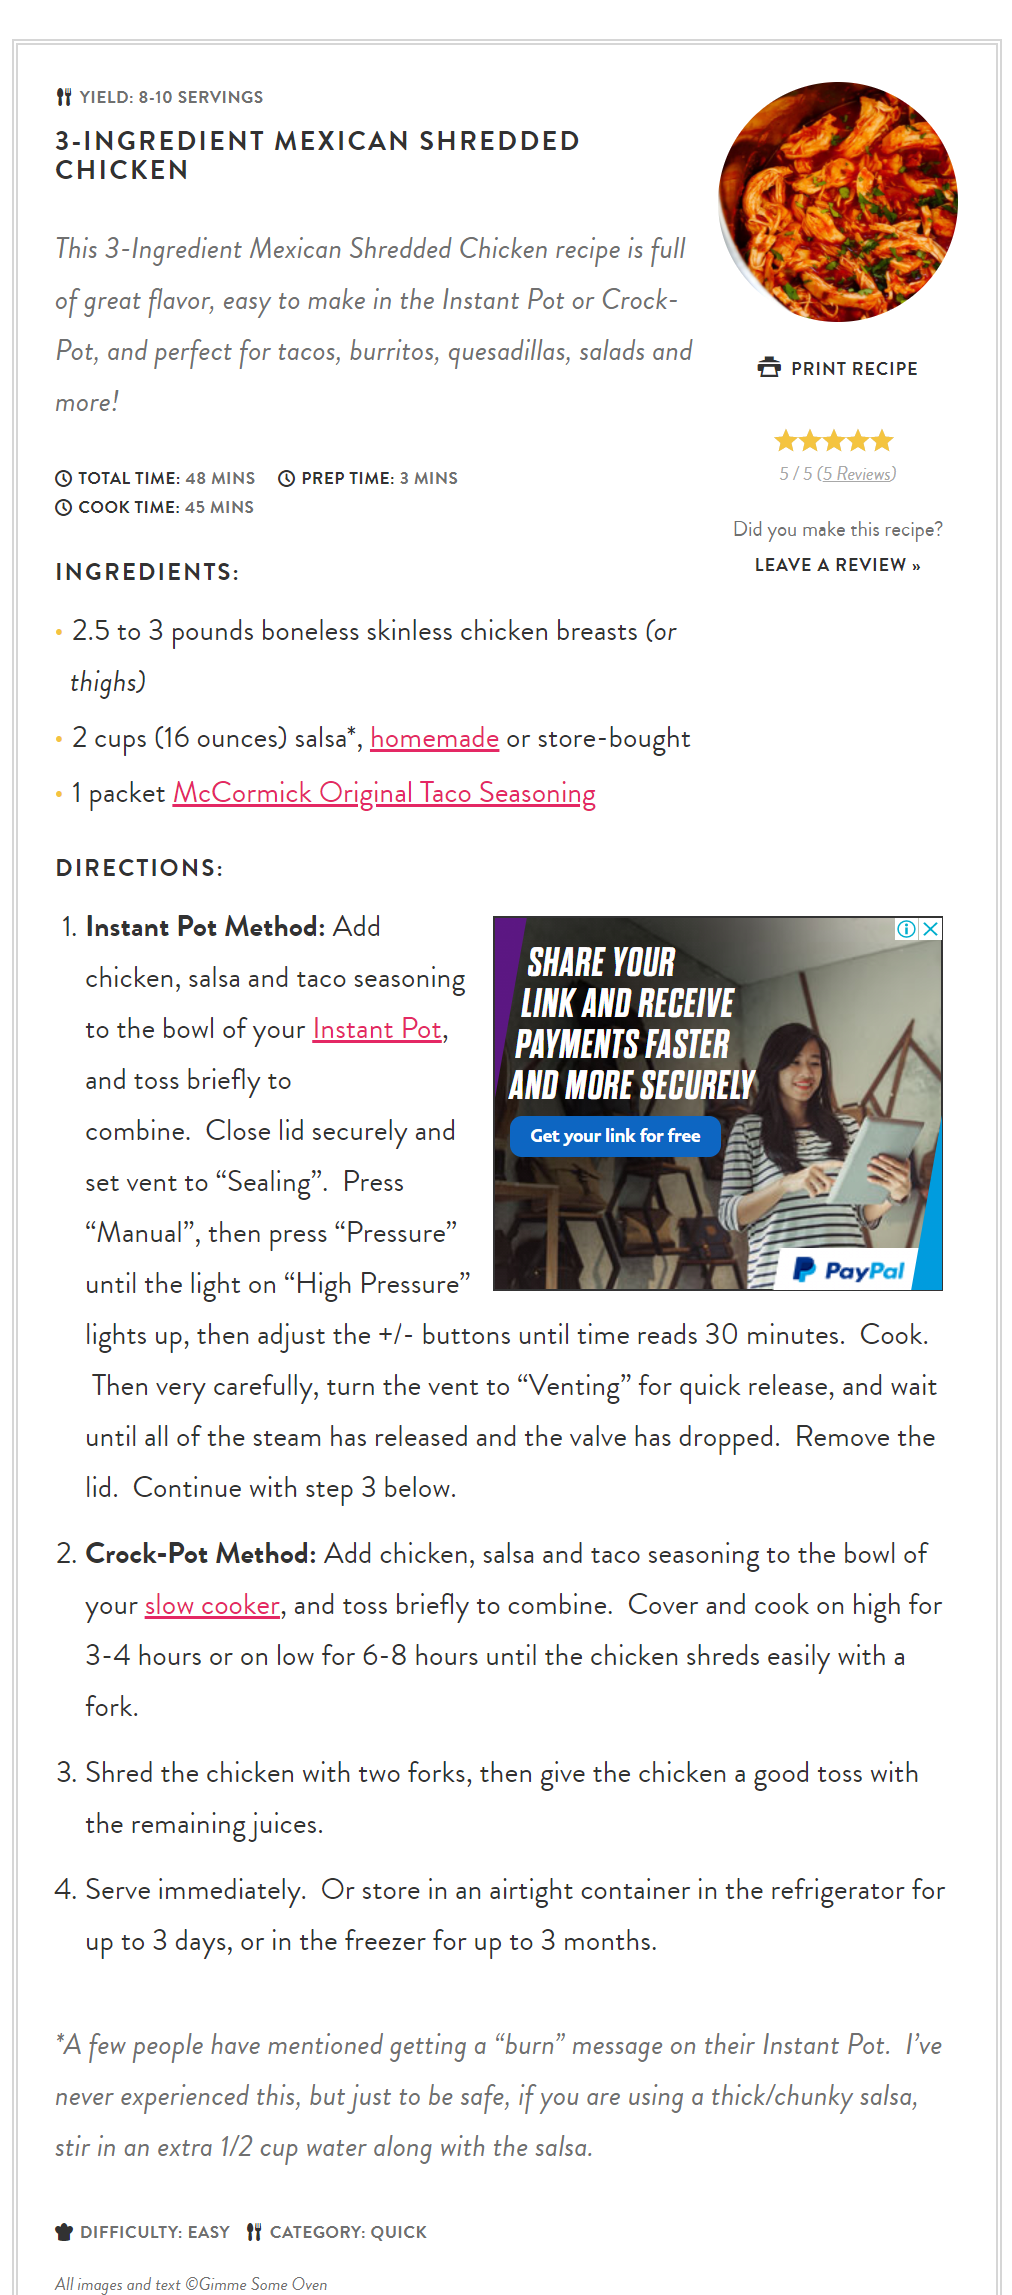 YIELD: 8-10 SERVINGS
3-INGREDIENT MEXICAN SHREDDED
CHICKEN
This 3-Ingredient Mexican Shredded Chicken recipe is full
of great flavor, easy to make in the Instant Pot or Crock-
Pot, and perfect for tacos, burritos, quesadillas, salads and
more!
PRINT RECIPE
5 / 5 (5 Reviews)
Did you make this recipe?
LEAVE A REVIEW »
TOTAL TIME: 48 MINS PREP TIME: 3 MINS
COOK TIME: 45 MINS
INGREDIENTS:
• 2.5 to 3 pounds boneless skinless chicken breasts (or
thighs)
• 2 cups (16 ounces) salsa*, homemade or store-bought
• 1 packet McCormick Original Taco Seasoning
DIRECTIONS:
1. Instant Pot Method: Add
chicken, salsa and taco seasoning
to the bowl of your Instant Pot,
and toss briefly to
combine.  Close lid securely and
set vent to “Sealing”.  Press
“Manual”, then press “Pressure”
until the light on “High Pressure”
lights up, then adjust the +/- buttons until time reads 30 minutes.  Cook.
Then very carefully, turn the vent to “Venting” for quick release, and wait
until all of the steam has released and the valve has dropped.  Remove the
lid.  Continue with step 3 below.
SHARE YOUR
LINK AND RECEIVE
PAYMENTS FASTER
AND MORE SECURELY
Get your link for free
PayPal
2. Crock-Pot Method: Add chicken, salsa and taco seasoning to the bowl of
your slow cooker, and toss briefly to combine.  Cover and cook on high for
3-4 hours or on low for 6-8 hours until the chicken shreds easily with a
fork.
3. Shred the chicken with two forks, then give the chicken a good toss with
the remaining juices.
4. Serve immediately.  Or store in an airtight container in the refrigerator for
up to 3 days, or in the freezer for up to 3 months.
*A few people have mentioned getting a “burn” message on their Instant Pot.  I’ve
never experienced this, but just to be safe, if you are using a thick/chunky salsa,
stir in an extra 1/2 cup water along with the salsa.
DIFFICULTY: EASY CATEGORY: QUICK
All images and text ©Gimme Some Oven